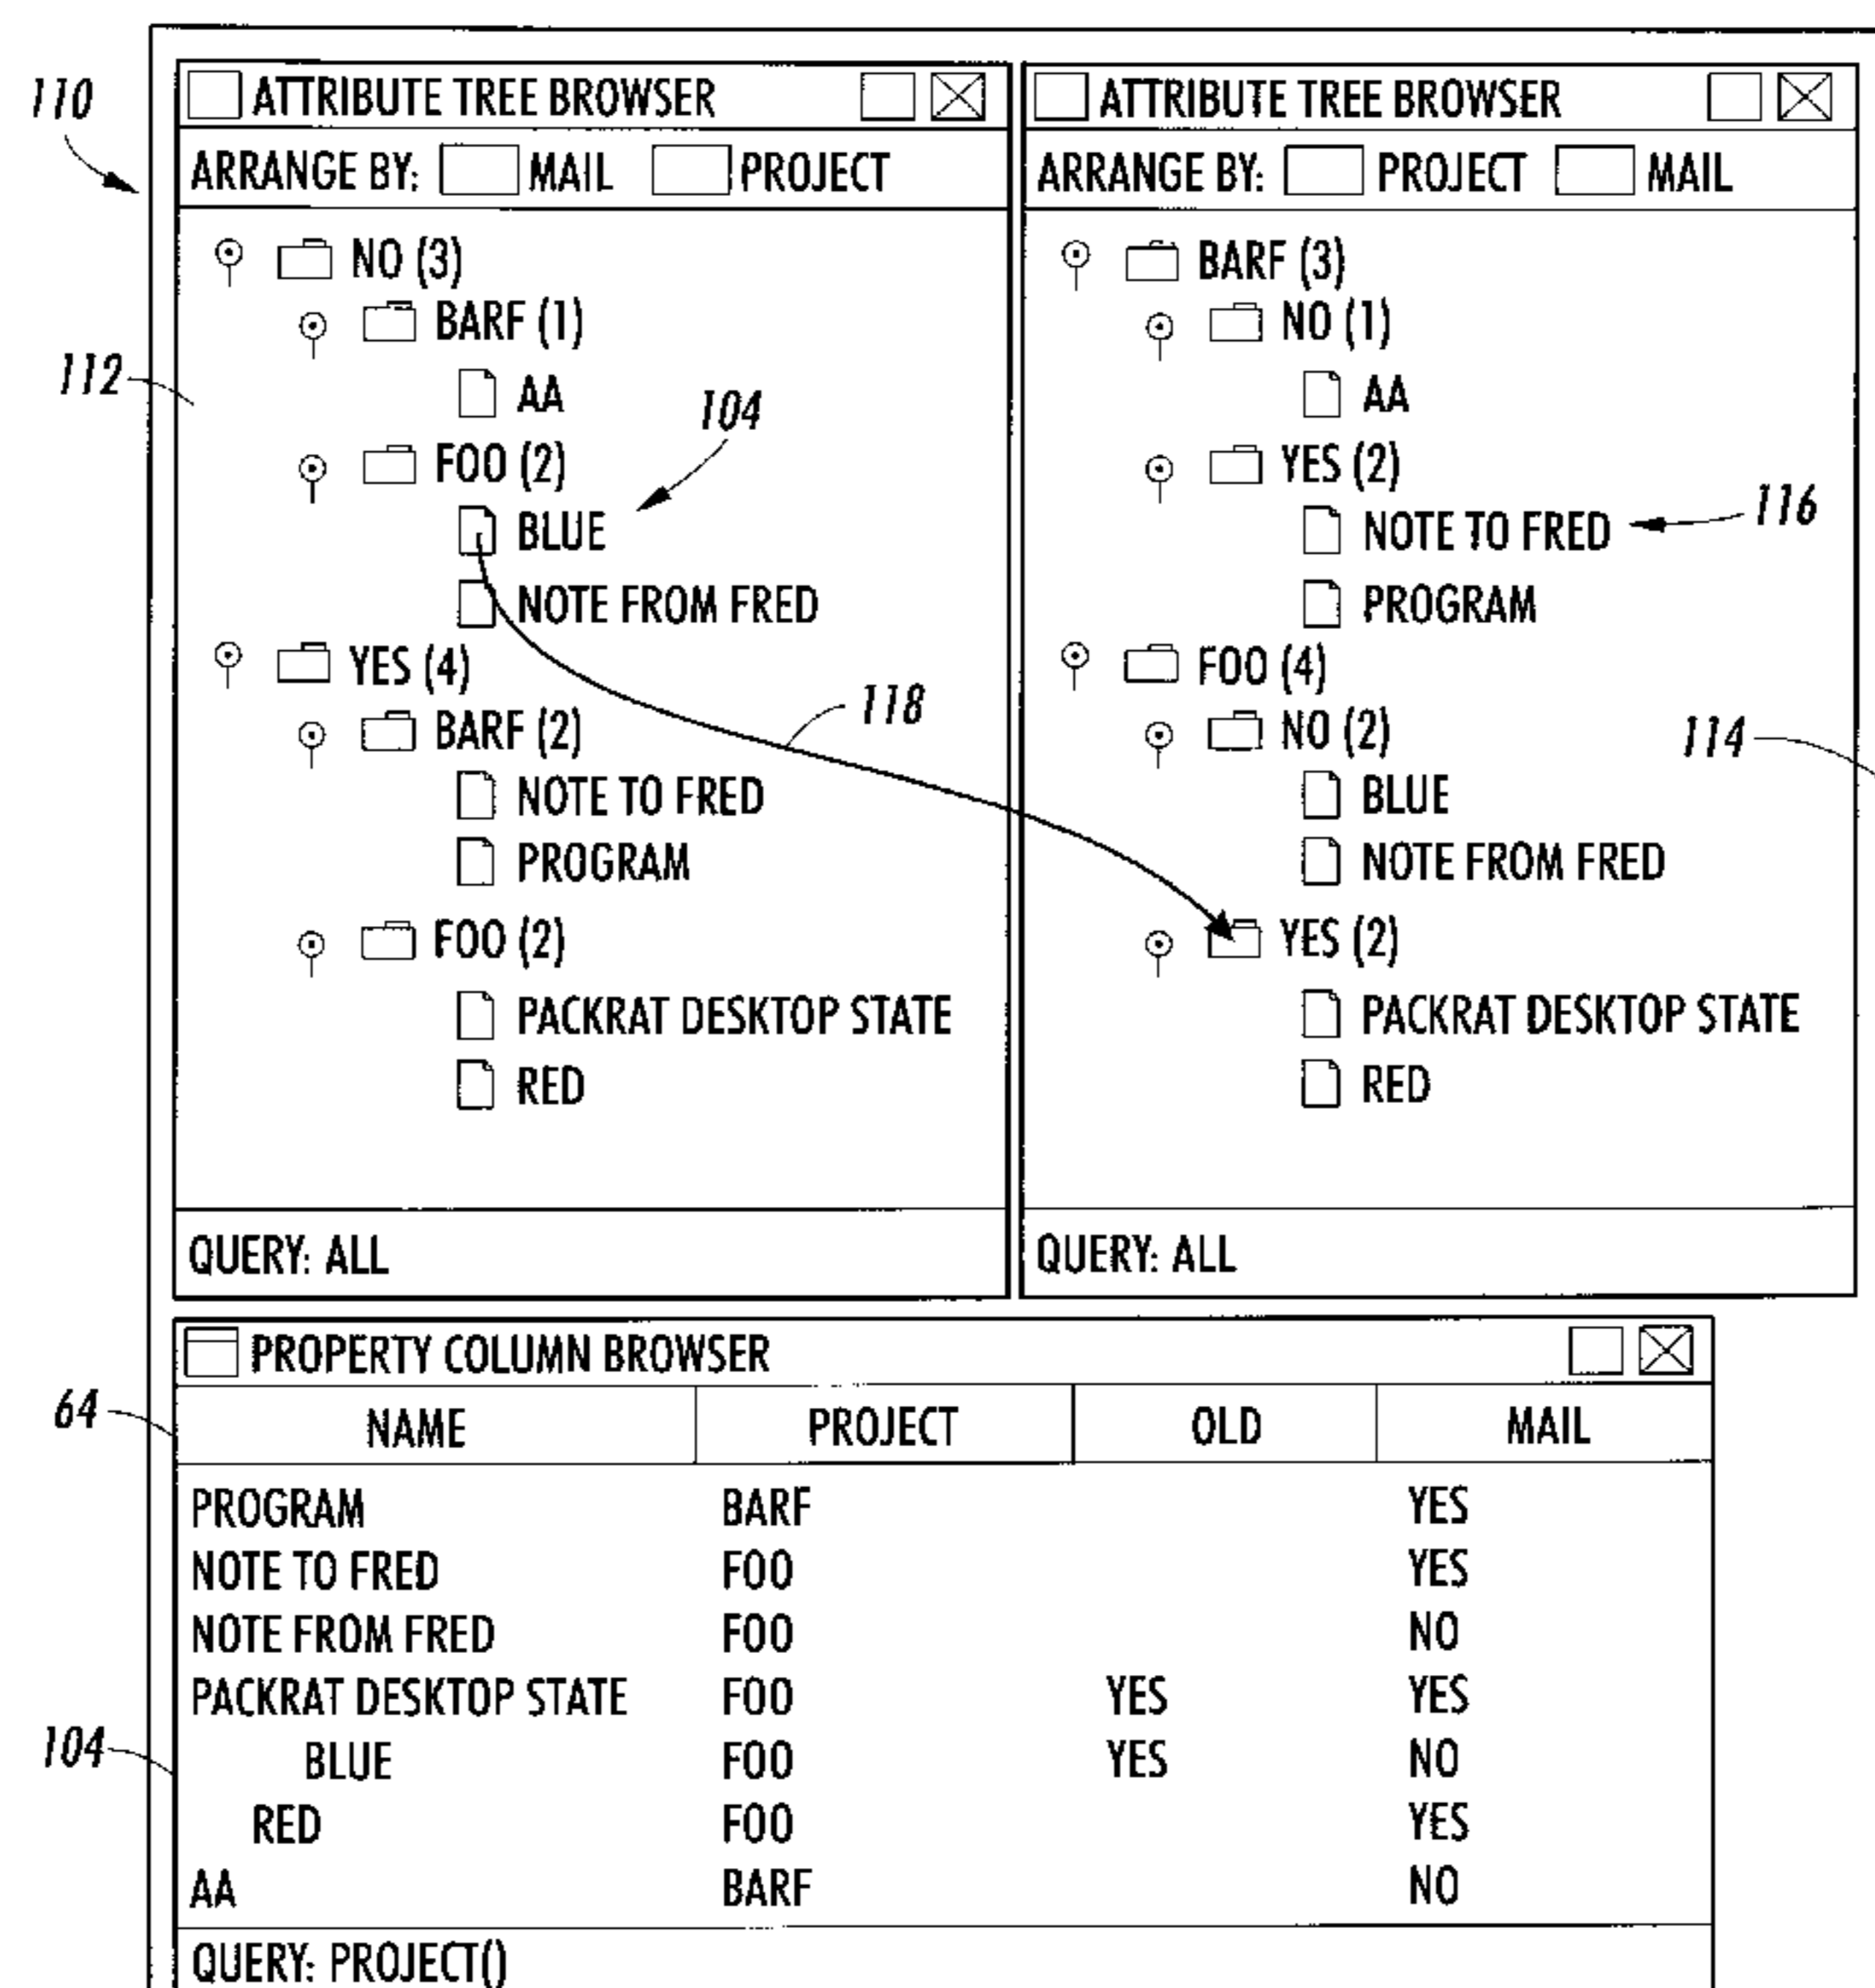 110
ATTRIBUTE TREE BROWSER
ARRANGE BY: MAIL PROJECT
NO (3)
BARF (1)
112
AA
104
FOO (2)
BLUE
NOTE FROM FRED
YES (4)
118
BARF (2)
NOTE TO FRED
PROGRAM
FOO (2)
PACKRAT DESKTOP STATE
RED
QUERY: ALL
ATTRIBUTE TREE BROWSER
ARRANGE BY: PROJECT MAIL
BARF (3)
NO (1)
AA
YES (2)
NOTE TO FRED
116
PROGRAM
FOO (4)
NO (2)
114
BLUE
NOTE FROM FRED
YES (2)
PACKRAT DESKTOP STATE
RED
QUERY: ALL
PROPERTY COLUMN BROWSER
64
NAME PROJECT OLD MAIL
PROGRAM BARF YES
NOTE TO FRED FOO YES
NOTE FROM FRED FOO NO
PACKRAT DESKTOP STATE FOO YES YES
104
BLUE FOO YES NO
RED FOO YES
AA BARF NO
QUERY: PROJECT()